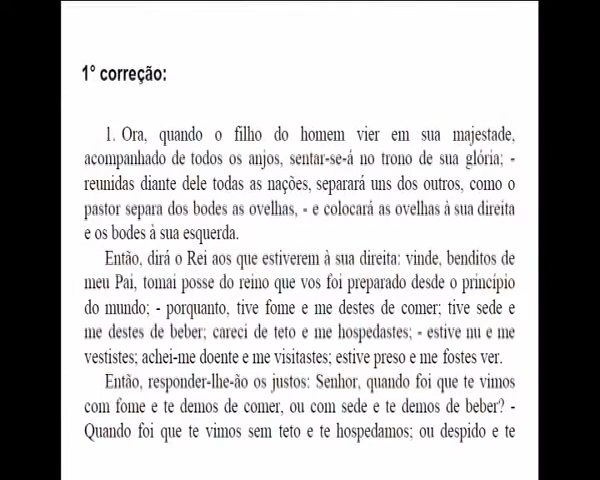 1° correção:
1. Ora, quando o filho do homem vier em sua majestade,
acompanhado de todos os anjos, sentar-se-á no trono de sua glória; -
reunidas diante dele todas as nações, separará uns dos outros, como o
pastor separa dos bodes as ovelhas, - e colocará as ovelhas à sua direita
e os bodes à sua esquerda.
Então, dirá o Rei aos que estiverem à sua direita: vinde, benditos de
meu Pai, tomai posse do reino que vos foi preparado desde o princípio
do mundo; - porquanto, tive fome e me destes de comer; tive sede e
me destes de beber; careci de teto e me hospedastes; - estive nu e me
vestistes; achei-me doente e me visitastes; estive preso e me fostes ver.
Então, responder-lhe-ão os justos: Senhor, quando foi que te vimos
com fome e te demos de comer, ou com sede e te demos de beber? -
Quando foi que te vimos sem teto e te hospedamos; ou despido e te